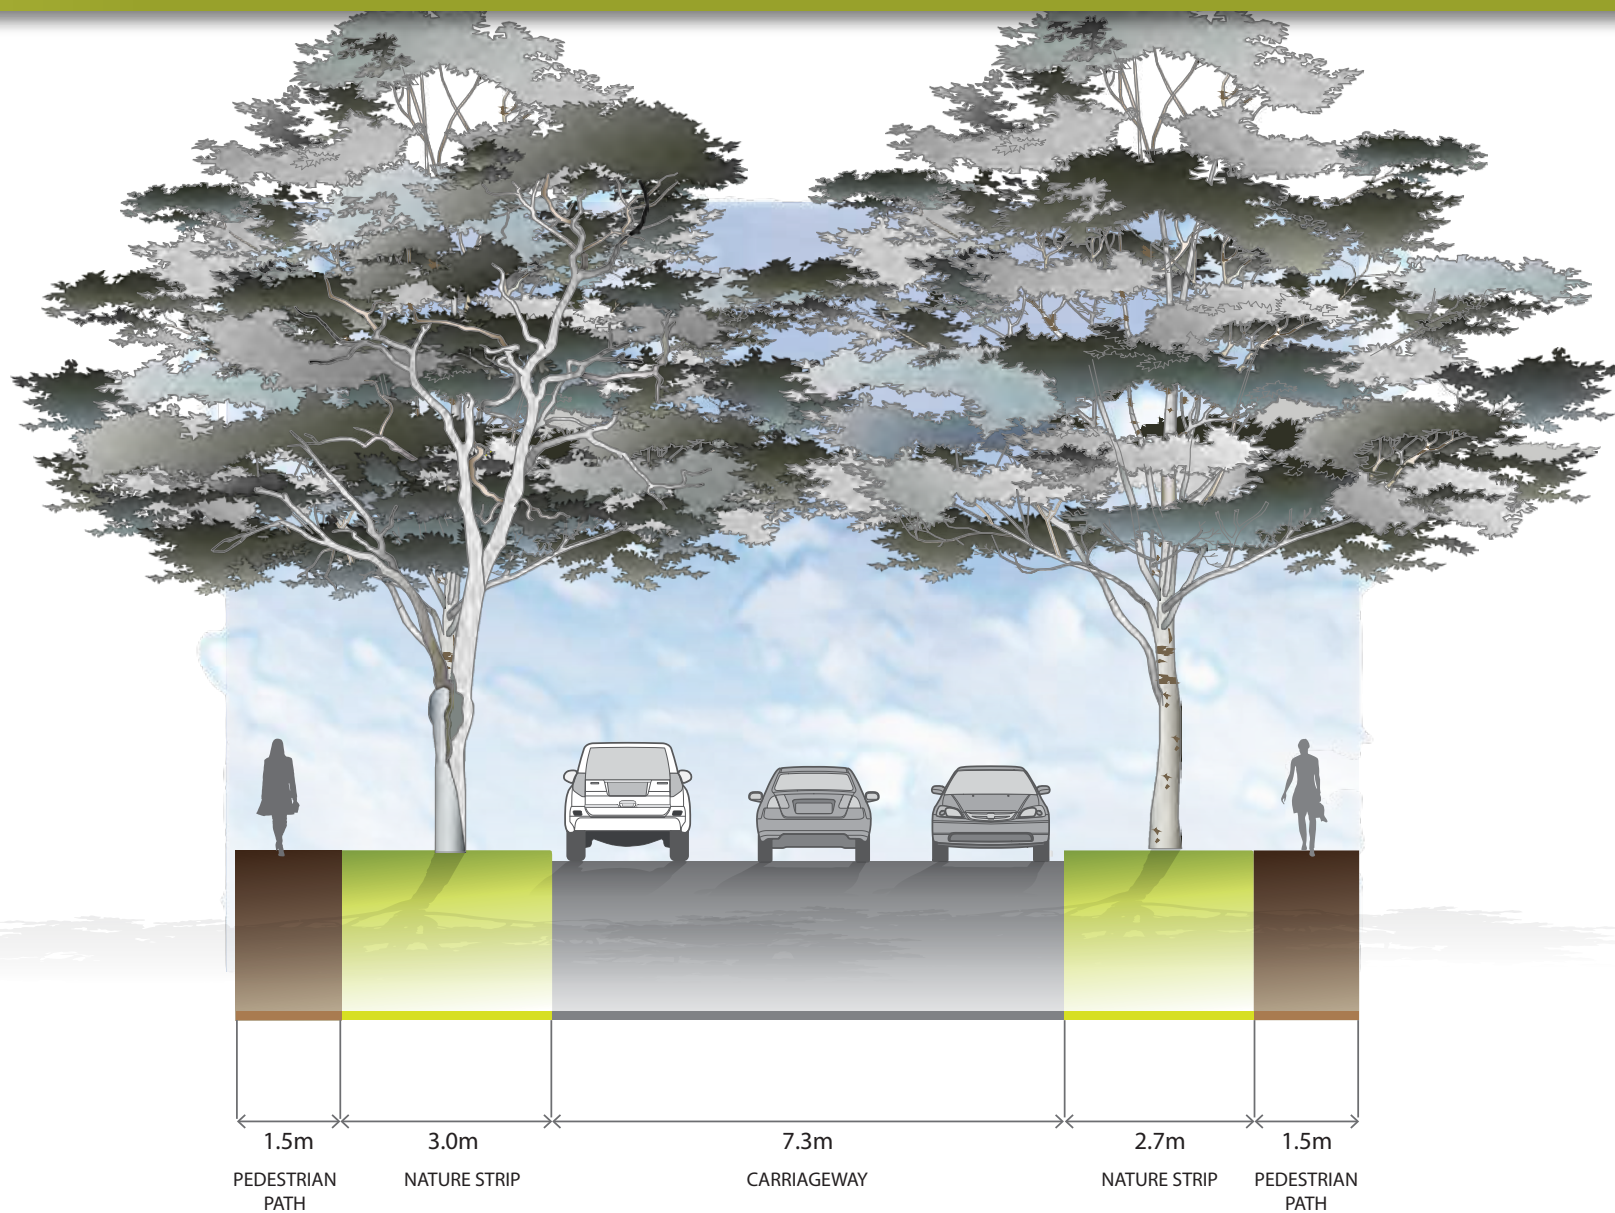 1.5m
3.0m
7.3m
2.7m
1.5m
PEDESTRIAN
PATH
NATURE STRIP
CARRIAGEWAY
NATURE STRIP
PEDESTRIAN
PATH